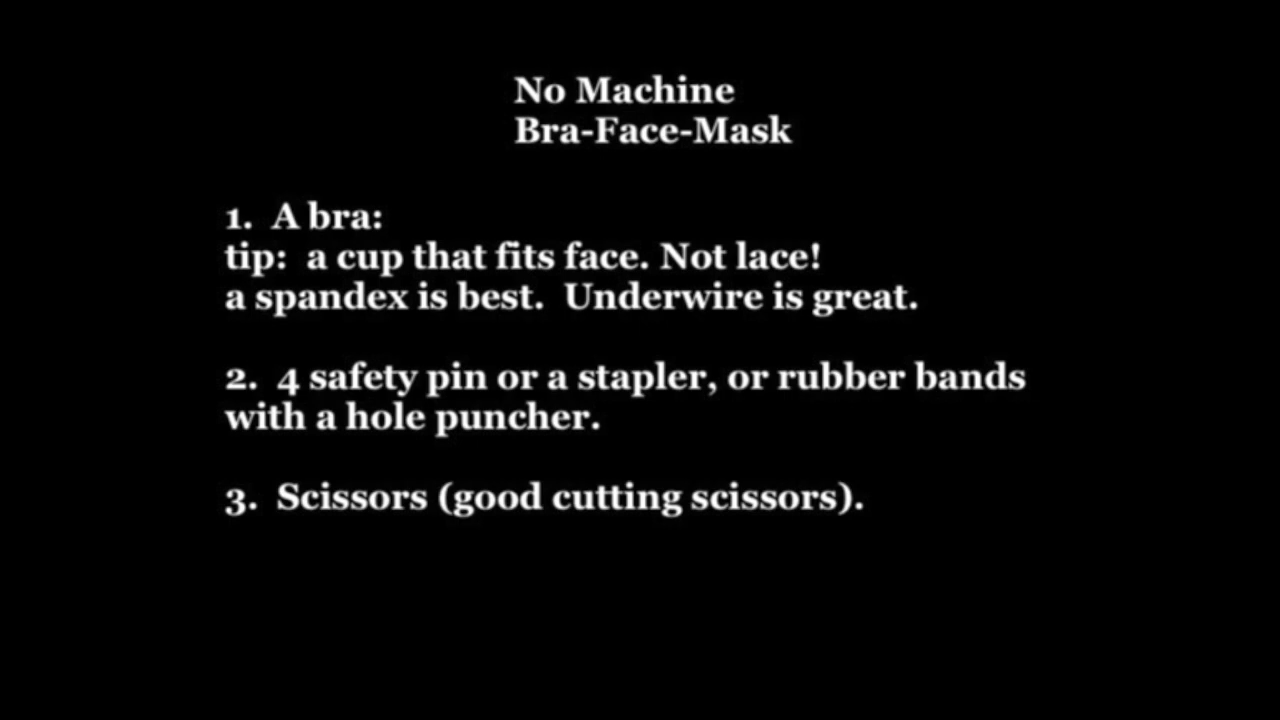 No Machine
Bra-Face-Mask
1.  A bra:
tip:  a cup that fits face. Not lace!
a spandex is best.  Underwire is great.
2.  4 safety pin or a stapler, or rubber bands
with a hole puncher.
3.  Scissors (good cutting scissors).